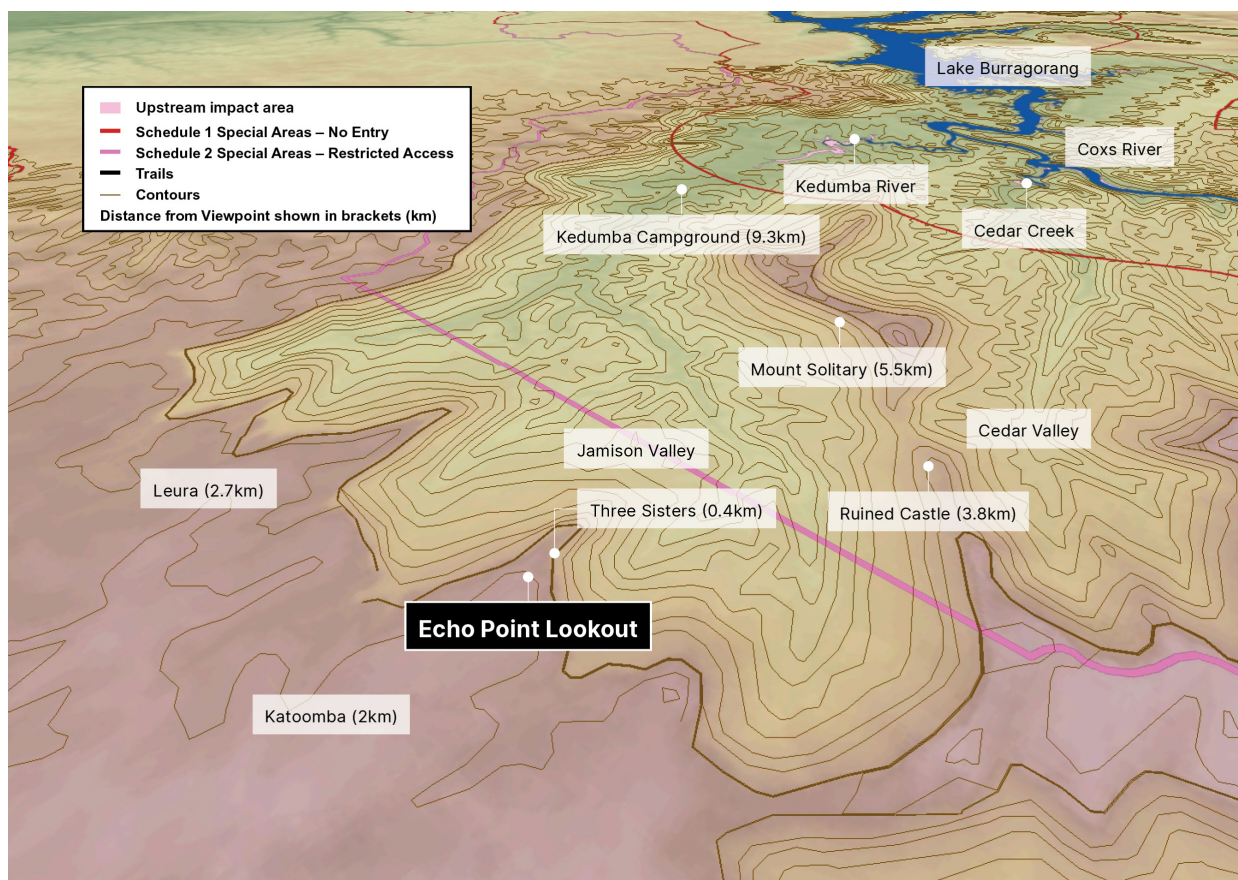 Lake Burragorang
Upstream impact area
Schedule 1 Special Areas – No Entry
Schedule 2 Special Areas – Restricted Access
Trails
Contours
Distance from Viewpoint shown in brackets (km)
Coxs River
Kedumba River
Cedar Creek
Kedumba Campground (9.3km)
Mount Solitary (5.5km)
Cedar Valley
Jamison Valley
Leura (2.7km)
Three Sisters (0.4km)
Ruined Castle (3.8km)
Echo Point Lookout
Katoomba (2km)